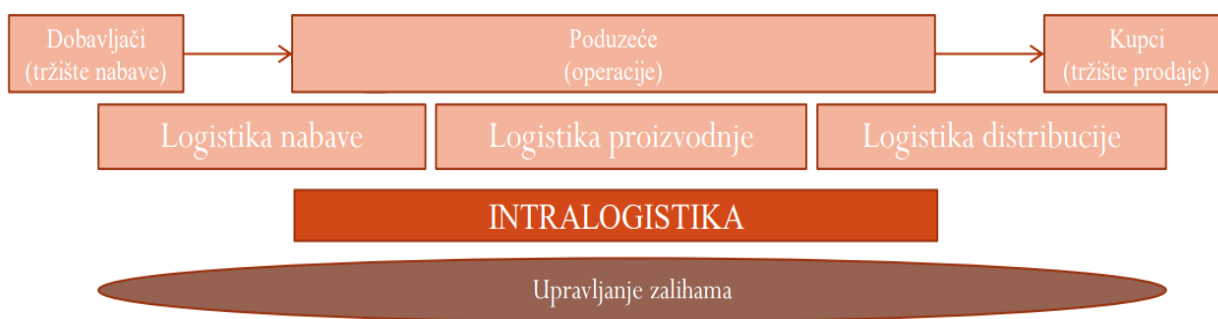 Dobavljači
(tržište nabave)
Poduzeće
(operacije)
Kupci
(tržište prodaje)
Logistika nabave
Logistika proizvodnje
Logistika distribucije
INTRALOGISTIKA
Upravljanje zalihama